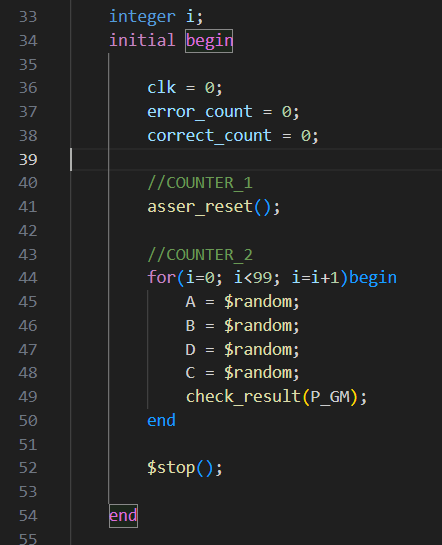 33 integer i;
34 initial begin
35
36 clk = 0;
37 error_count = 0;
38 correct_count = 0;
39
40 //COUNTER_1
41 asser_reset();
42
43 //COUNTER_2
44 for(i=0; i<99; i=i+1)begin
45 A = $random;
46 B = $random;
47 D = $random;
48 C = $random;
49 check_result(P_GM);
50 end
51
52 $stop();
53
54 end
55